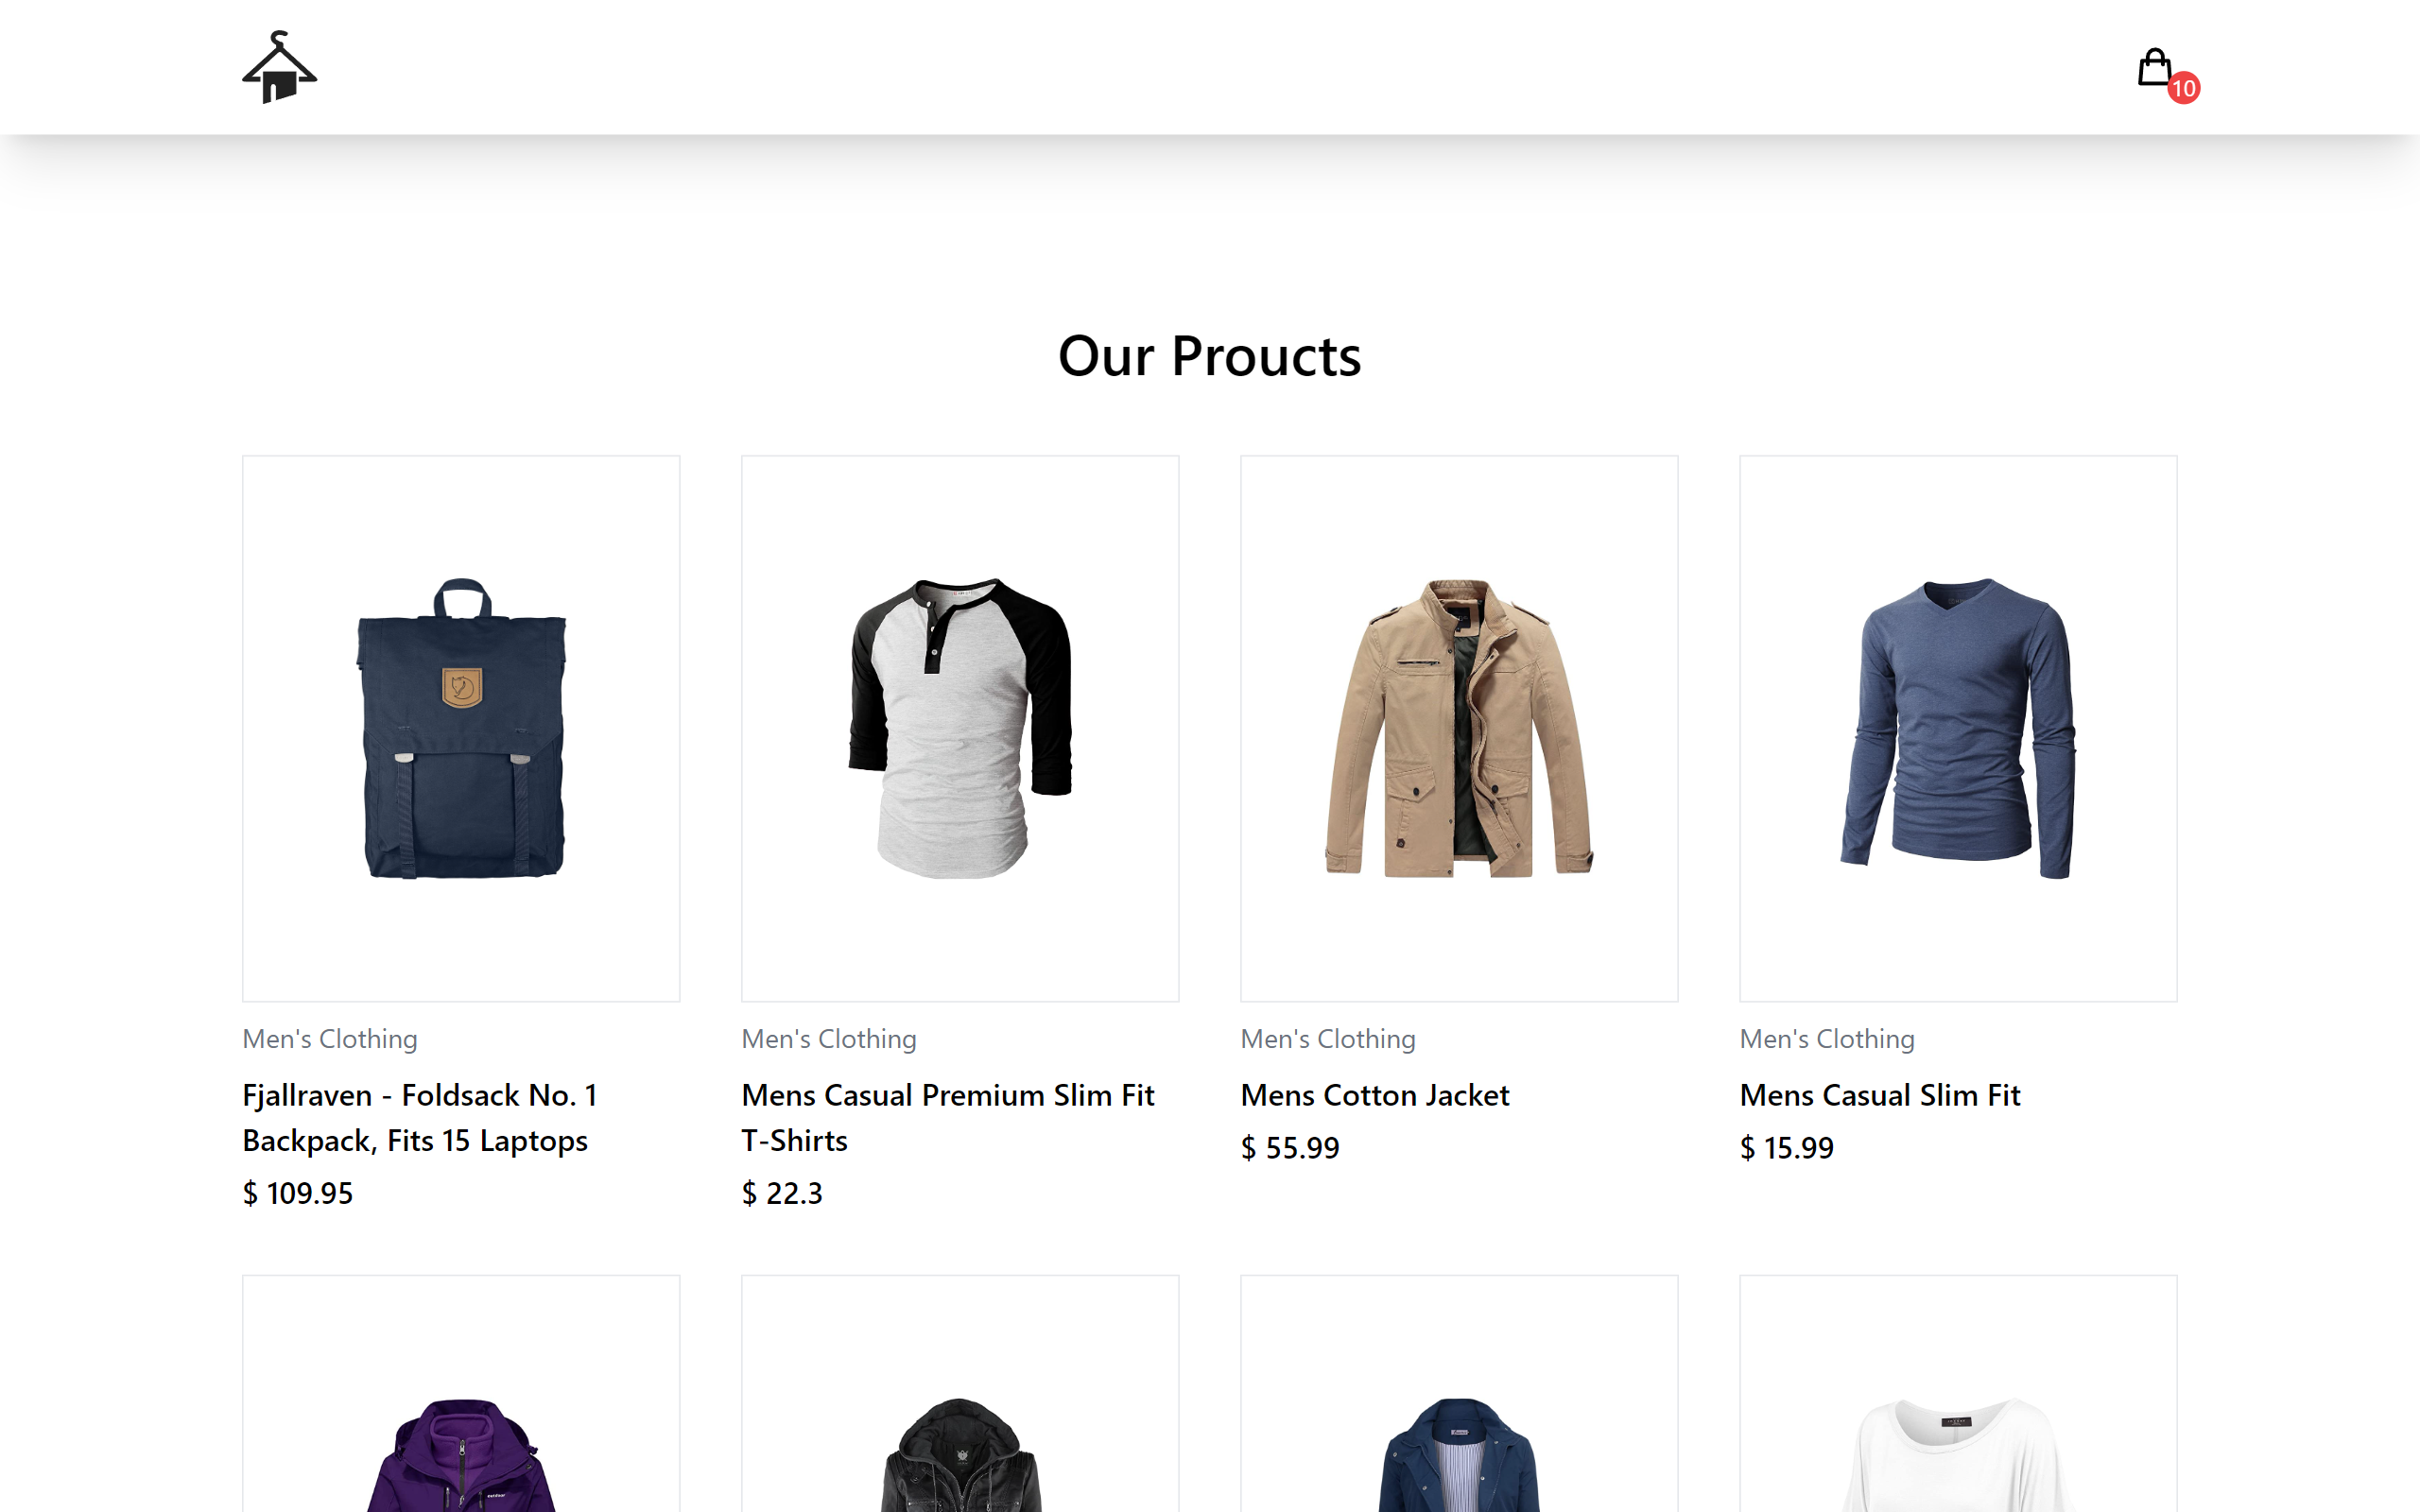 10
Our Proucts
Men's Clothing
Fjallraven - Foldsack No. 1
Backpack, Fits 15 Laptops
$ 109.95
Men's Clothing
Mens Casual Premium Slim Fit
T-Shirts
$ 22.3
Men's Clothing
Mens Cotton Jacket
$ 55.99
Men's Clothing
Mens Casual Slim Fit
$ 15.99
outdoor